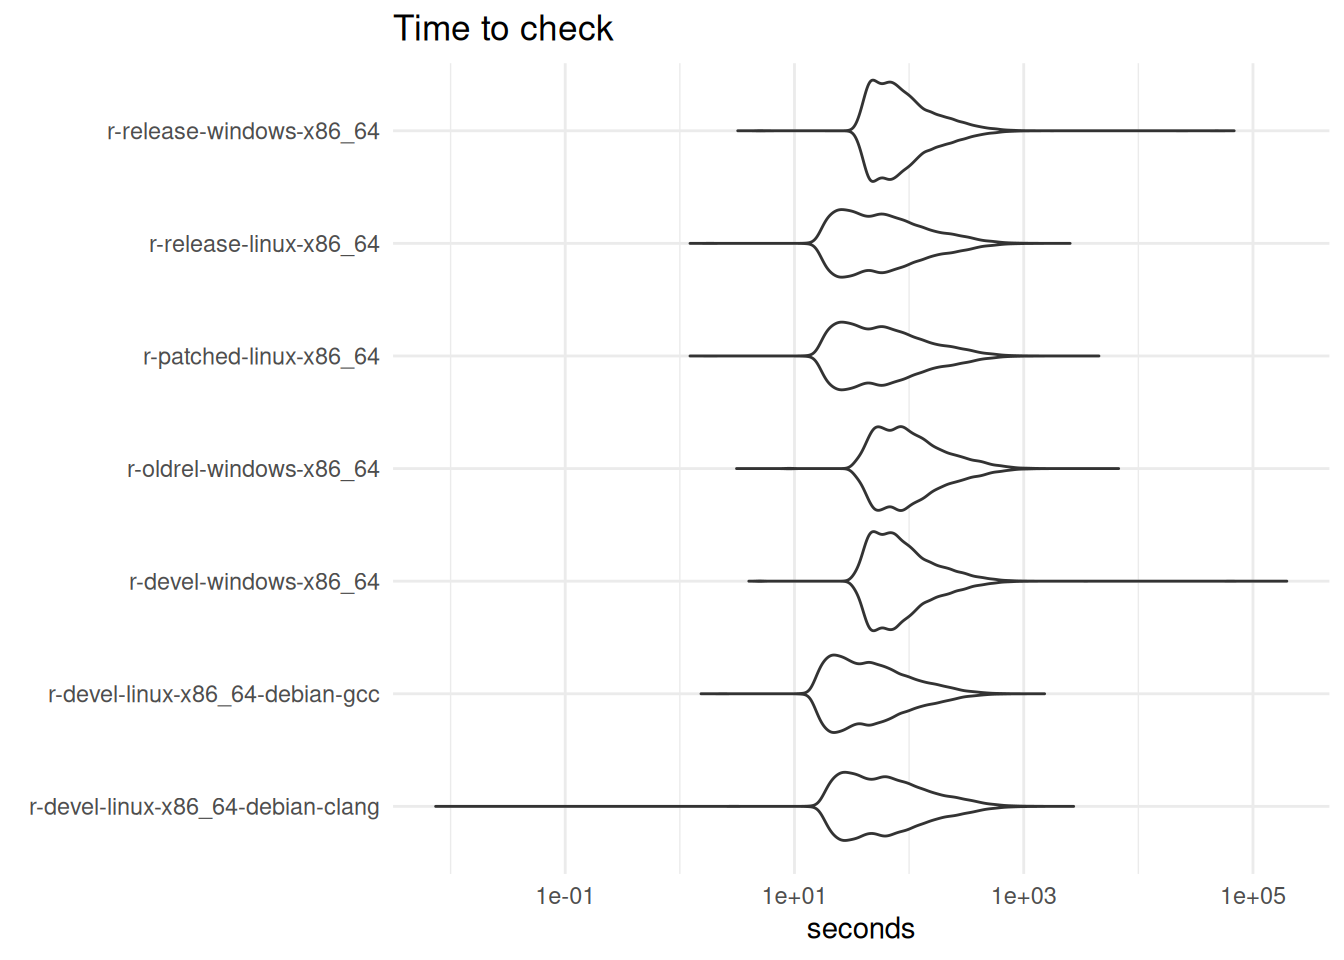 Time to check
r-release-windows-x86_64
r-release-linux-x86_64
r-patched-linux-x86_64
r-oldrel-windows-x86_64
r-devel-windows-x86_64
r-devel-linux-x86_64-debian-gcc
r-devel-linux-x86_64-debian-clang
1e-01 1e+01 1e+03 1e+05
seconds